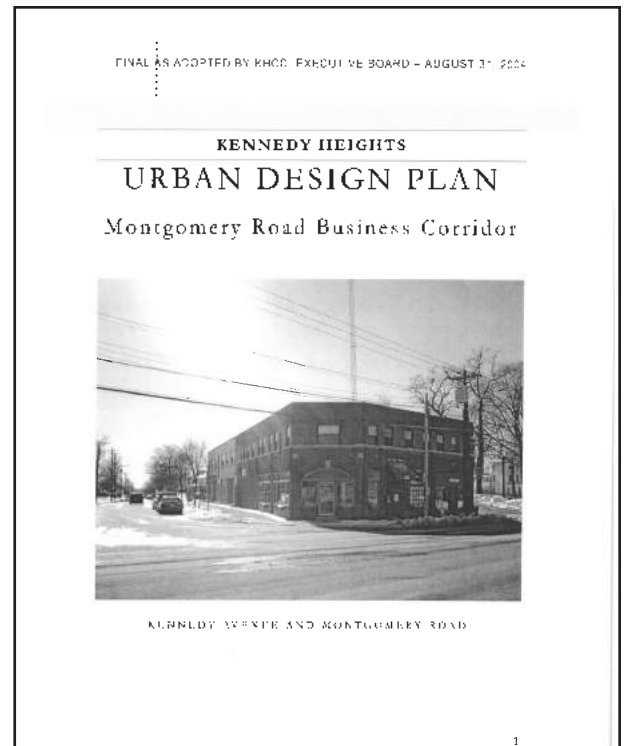 FINAL AS ADOPTED BY KHCC EXECUTIVE BOARD – AUGUST 31, 2004
KENNEDY HEIGHTS
URBAN DESIGN PLAN
Montgomery Road Business Corridor
KENNEDY AVENUE AND MONTGOMERY ROAD
1